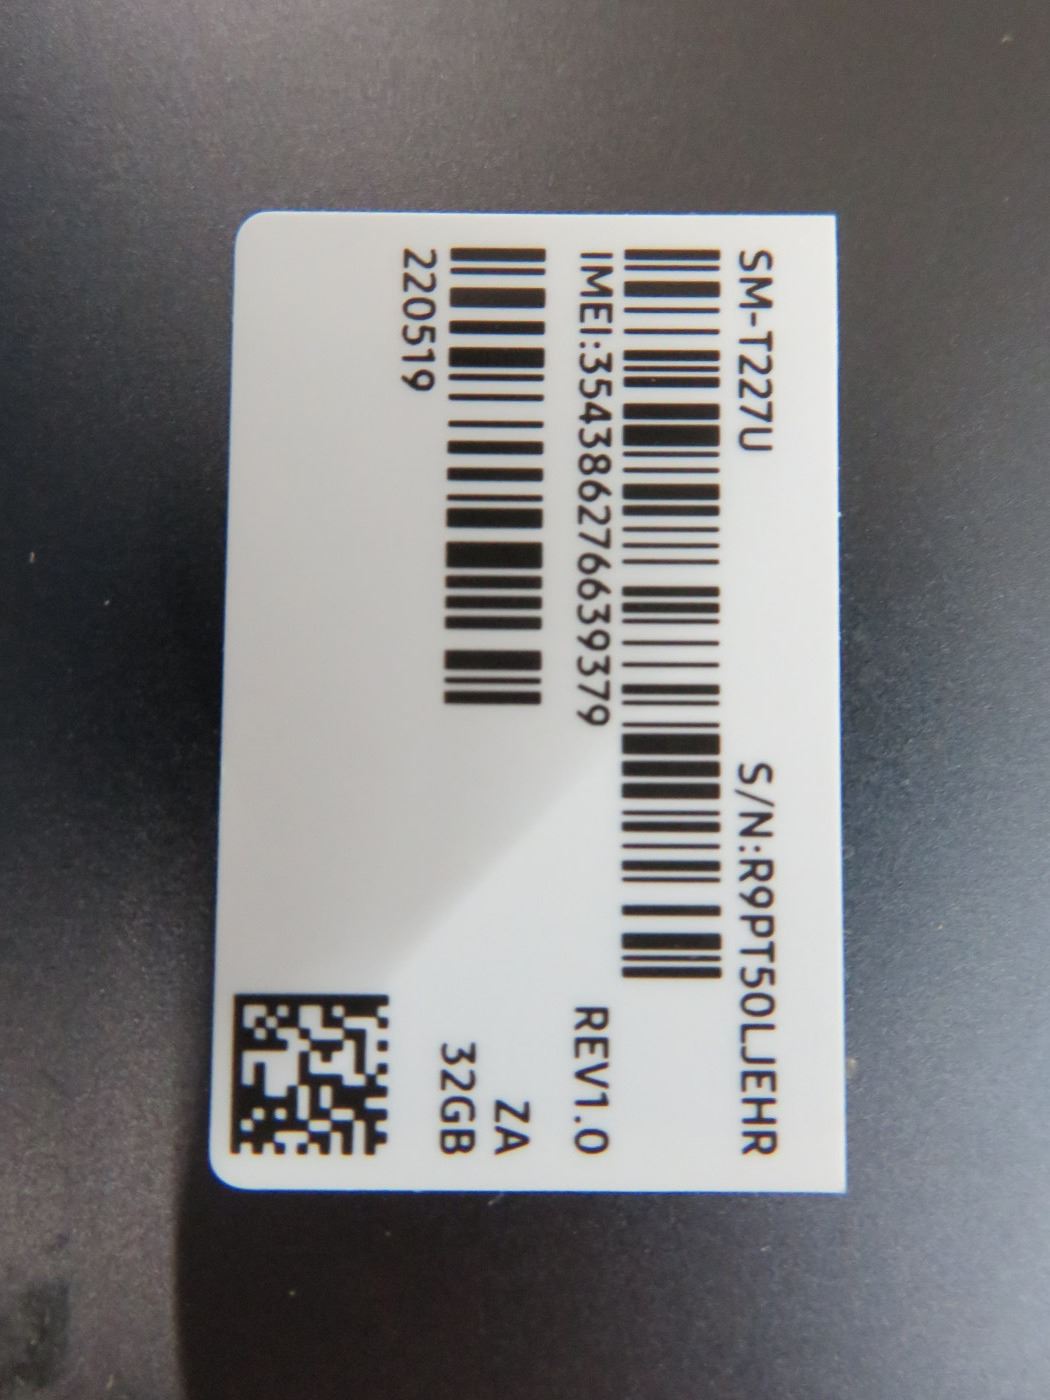 SM-T227U S/N:R9PT50LJEHR
IMEI:354386276639379 REV1.0
ZA
32GB
220519